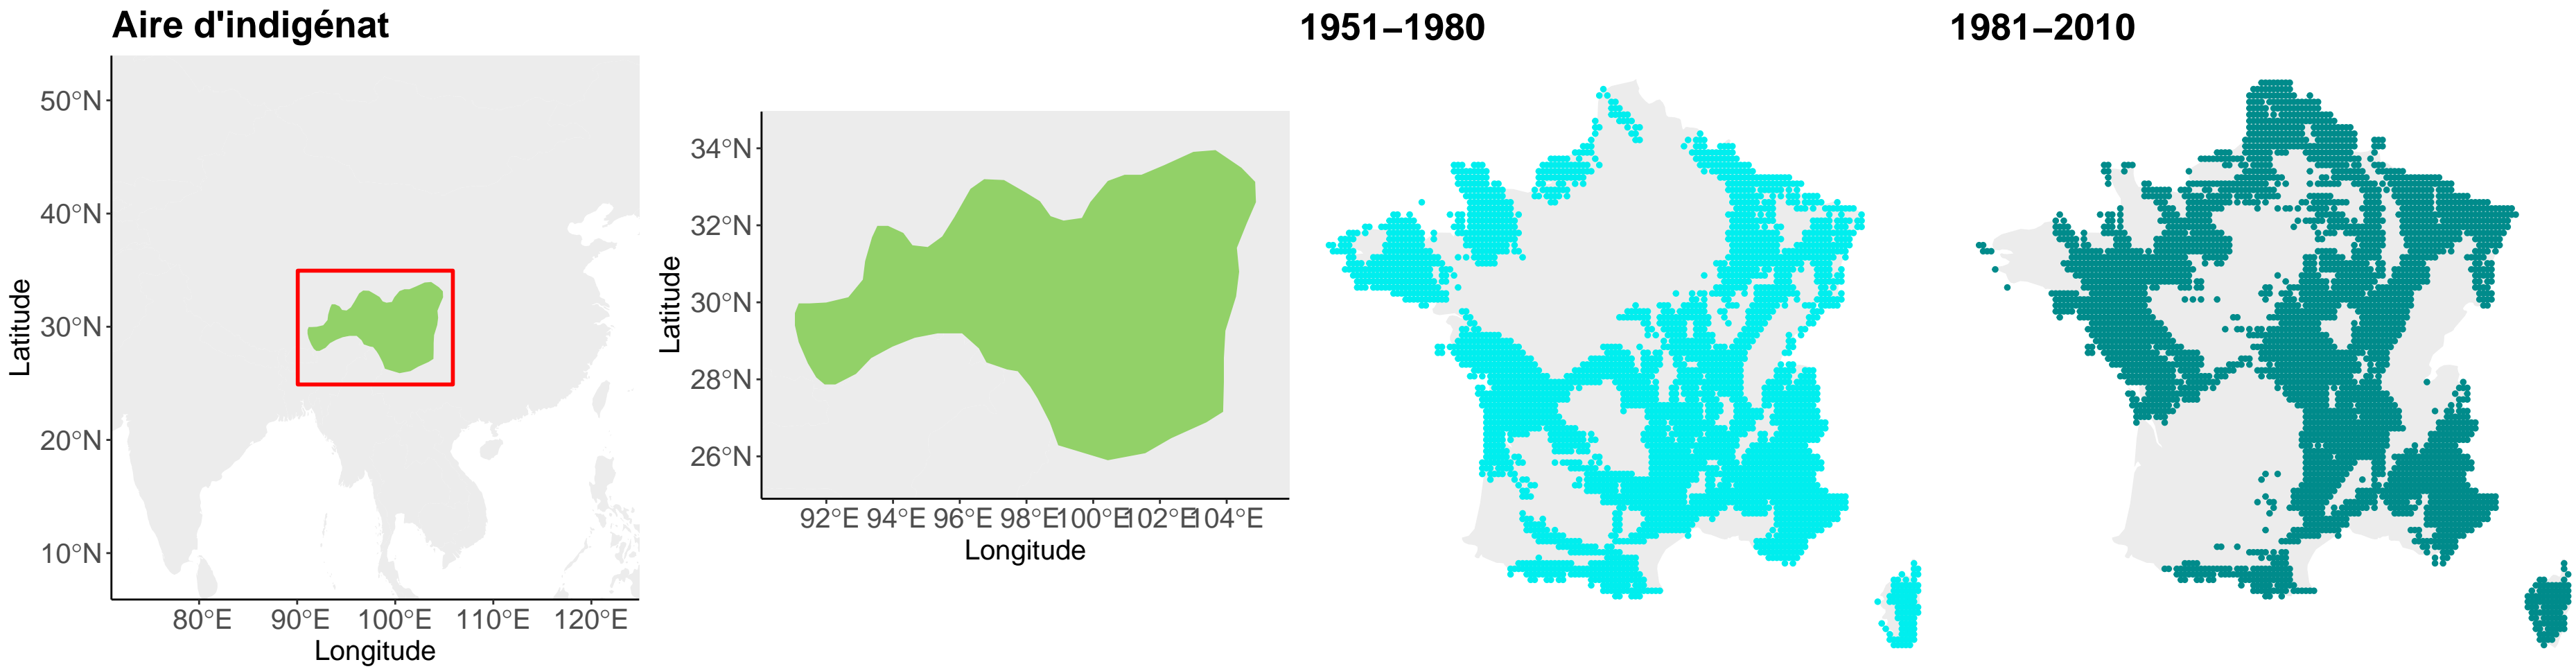 Aire d'indigénat
1951–1980
1981–2010
50°N
40°N
30°N
20°N
10°N
Latitude
80°E 90°E 100°E 110°E 120°E
Longitude
34°N
32°N
30°N
28°N
26°N
Latitude
92°E 94°E 96°E 98°E 100°E 102°E 104°E
Longitude